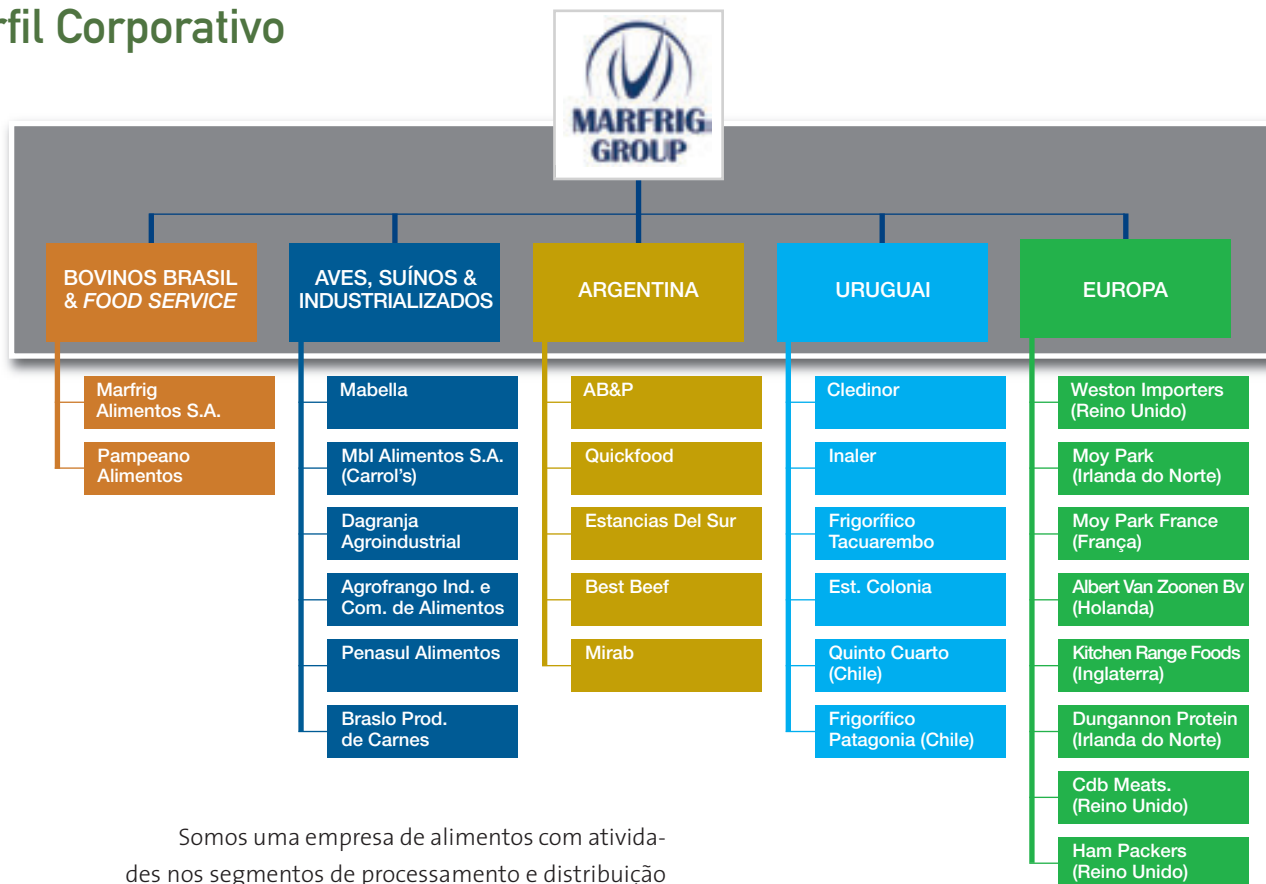 rfil Corporativo
MARFRIG
GROUP
BOVINOS BRASIL
& FOOD SERVICE
Marfrig
Alimentos S.A.
Pampeano
Alimentos
AVES, SUÍNOS &
INDUSTRIALIZADOS
Mabella
Mbl Alimentos S.A.
(Carrol's)
Dagranja
Agroindustrial
Agrofrango Ind. e
Com. de Alimentos
Penasul Alimentos
Braslo Prod.
de Carnes
ARGENTINA
AB&P
Quickfood
Estancias Del Sur
Best Beef
Mirab
URUGUAI
Cledinor
Inaler
Frigorífico
Tacuarembo
Est. Colonia
Quinto Cuarto
(Chile)
Frigorífico
Patagonia (Chile)
EUROPA
Weston Importers
(Reino Unido)
Moy Park
(Irlanda do Norte)
Moy Park France
(França)
Albert Van Zoonen Bv
(Holanda)
Kitchen Range Foods
(Inglaterra)
Dungannon Protein
(Irlanda do Norte)
Cdb Meats.
(Reino Unido)
Ham Packers
(Reino Unido)
Somos uma empresa de alimentos com ativida-
des nos segmentos de processamento e distribuição